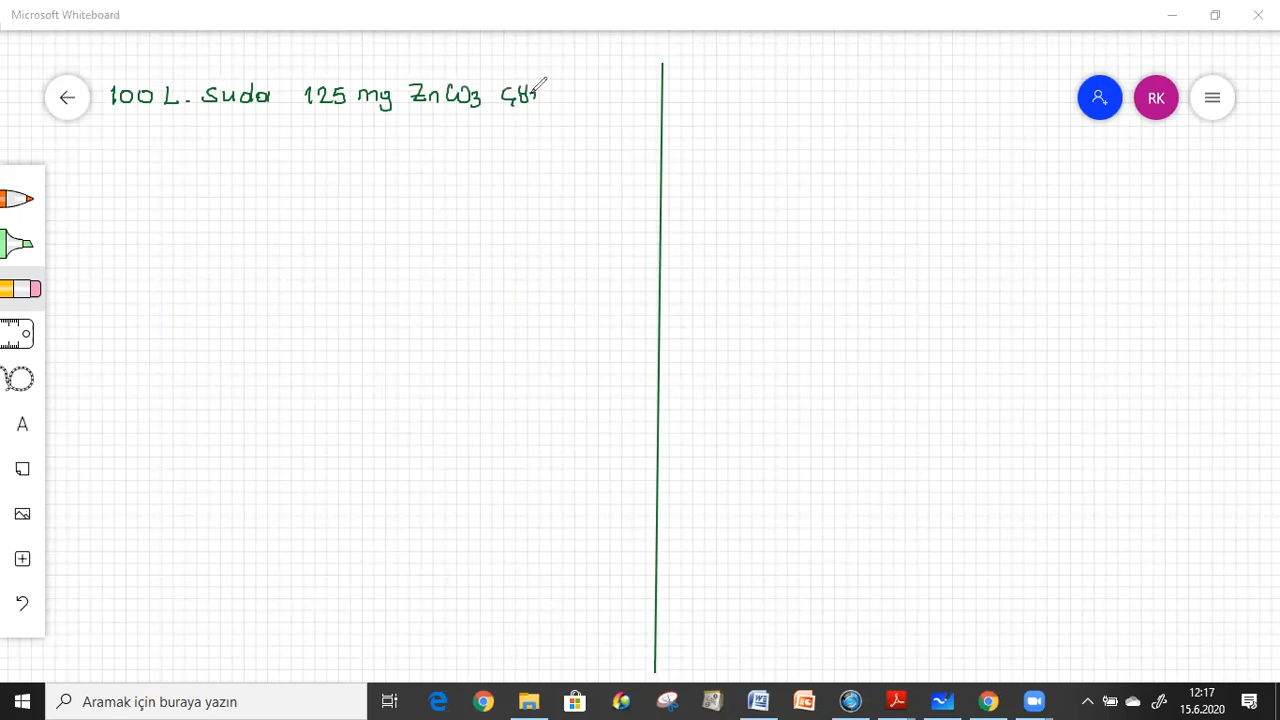 Microsoft Whiteboard
100 L. suda 125 mg ZnCO3
RK
A
Aramak için buraya yazın
12:17
15.6.2020